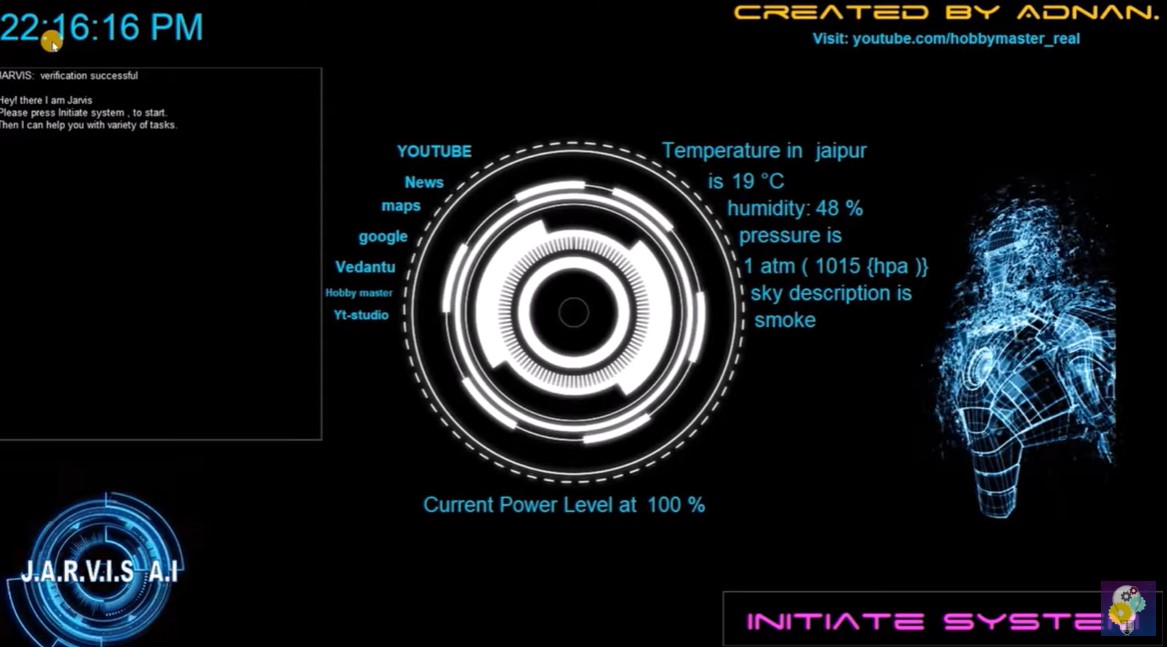 22:16:16 PM
CREATED BY ADNAN.
Visit: youtube.com/hobbymaster_real
JARVIS: verification successful
Hey! there I am Jarvis
Please press Initiate system , to start.
Then I can help you with variety of tasks.
YOUTUBE
News
maps
google
Vedantu
Hobby master
Yt-studio
Temperature in jaipur
is 19 °C
humidity: 48 %
pressure is
1 atm ( 1015 {hpa )}
sky description is
smoke
Current Power Level at 100 %
J.A.R.V.I.S A.I
INITIATE SYSTEM